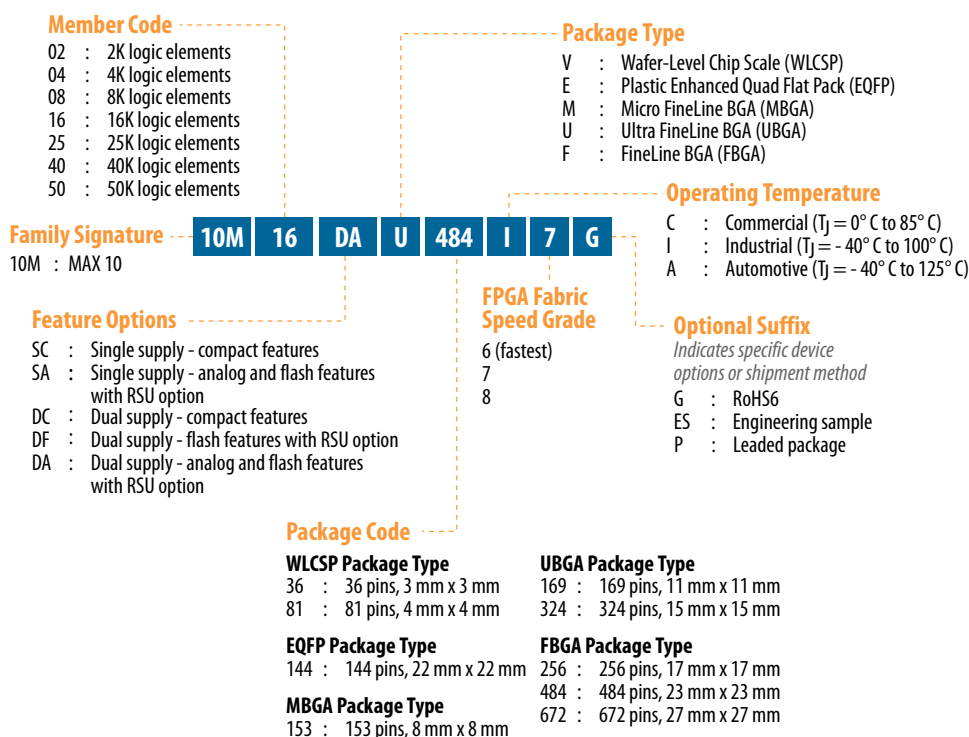 Member Code
02 : 2K logic elements
04 : 4K logic elements
08 : 8K logic elements
16 : 16K logic elements
25 : 25K logic elements
40 : 40K logic elements
50 : 50K logic elements
Package Type
V : Wafer-Level Chip Scale (WLCSP)
E : Plastic Enhanced Quad Flat Pack (EQFP)
M : Micro FineLine BGA (MBGA)
U : Ultra FineLine BGA (UBGA)
F : FineLine BGA (FBGA)
Operating Temperature
C : Commercial (TJ = 0° C to 85° C)
I : Industrial (TJ = - 40° C to 100° C)
A : Automotive (TJ = - 40° C to 125° C)
Family Signature
10M : MAX 10
10M 16 DA U 484 I 7 G
Feature Options
SC : Single supply - compact features
SA : Single supply - analog and flash features
with RSU option
DC : Dual supply - compact features
DF : Dual supply - flash features with RSU option
DA : Dual supply - analog and flash features
with RSU option
FPGA Fabric
Speed Grade
6 (fastest)
7
8
Optional Suffix
Indicates specific device
options or shipment method
G : RoHS6
ES : Engineering sample
P : Leaded package
Package Code
WLCSP Package Type
36 : 36 pins, 3 mm x 3 mm
81 : 81 pins, 4 mm x 4 mm
EQFP Package Type
144 : 144 pins, 22 mm x 22 mm
MBGA Package Type
153 : 153 pins, 8 mm x 8 mm
UBGA Package Type
169 : 169 pins, 11 mm x 11 mm
324 : 324 pins, 15 mm x 15 mm
FBGA Package Type
256 : 256 pins, 17 mm x 17 mm
484 : 484 pins, 23 mm x 23 mm
672 : 672 pins, 27 mm x 27 mm